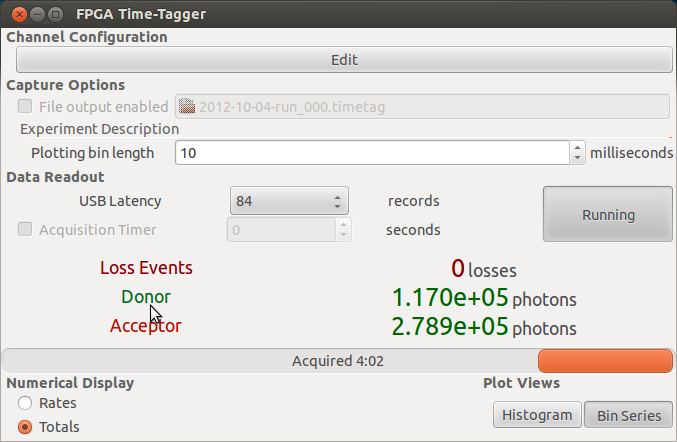 FPGA Time-Tagger
Channel Configuration
Edit
Capture Options
File output enabled 2012-10-04-run_000.timetag
Experiment Description
Plotting bin length 10 milliseconds
Data Readout
USB Latency 84 records
Running
Acquisition Timer 0 seconds
Loss Events 0 losses
Donor 1.170e+05 photons
Acceptor 2.789e+05 photons
Acquired 4:02
Numerical Display Plot Views
Rates
Histogram Bin Series
Totals